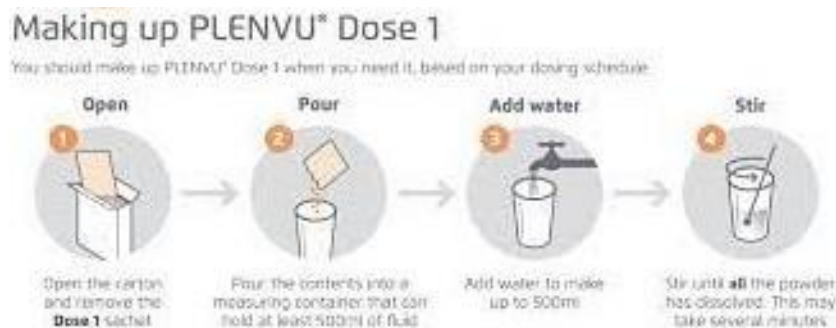 Making up PLENVU® Dose 1
You should make up PLENVU® Dose 1 when you need it, based on your dosing schedule
Open
Pour
Add water
Stir
1
2
3
4
Open the carton
and remove the
Dose 1 sachet
Pour the contents into a
measuring container that can
hold at least 500ml of fluid
Add water to make
up to 500ml
Stir until all the powder
has dissolved. This may
take several minutes